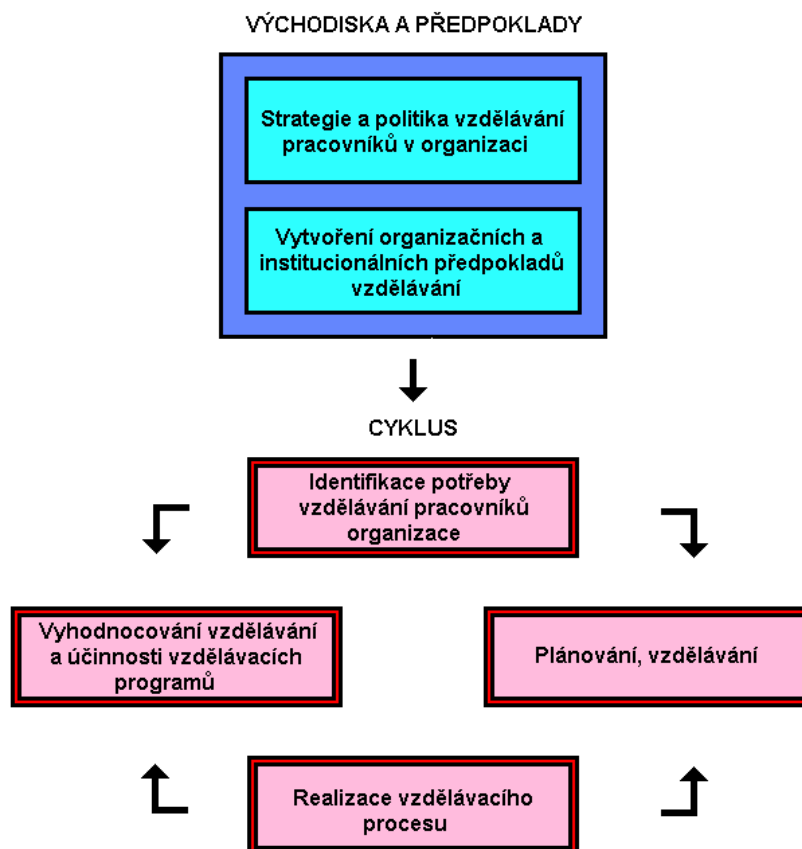 VÝCHODISKA A PŘEDPOKLADY
Strategie a politika vzdělávání
pracovníků v organizaci
Vytvoření organizačních a
institucionálních předpokladů
vzdělávání
CYKLUS
Identifikace potřeby
vzdělávání pracovníků
organizace
Vyhodnocování vzdělávání
a účinnosti vzdělávacích
programů
Plánování, vzdělávání
Realizace vzdělávacího
procesu